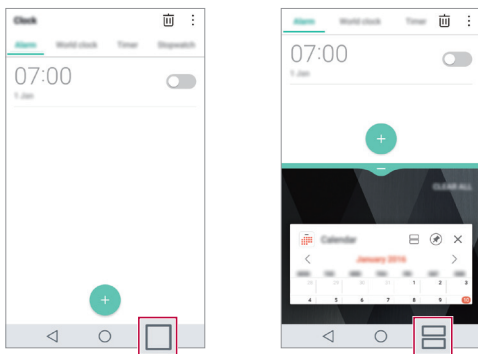 Clock
Alarm World clock Timer Stopwatch
07:00
1 Jan
+
Alarm World clock Timer
07:00
1 Jan
+
CLEAR ALL
Calendar
January 2016
1 2 3
4 5 6 7 8 9 10